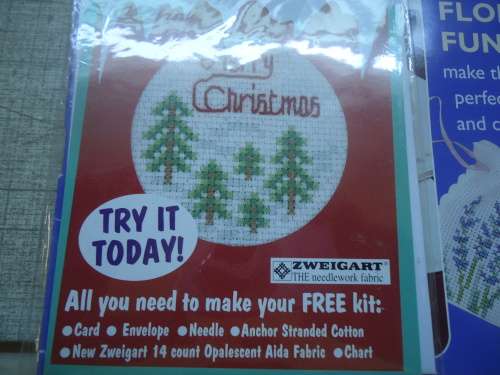 Christmas
FLO
FUN
make th
perfec
and c
TRY IT
TODAY!
ZWEIGART®
THE needlework fabric
All you need to make your FREE kit:
●Card ●Envelope ●Needle ●Anchor Stranded Cotton
●New Zweigart 14 count Opalescent Aida Fabric ●Chart